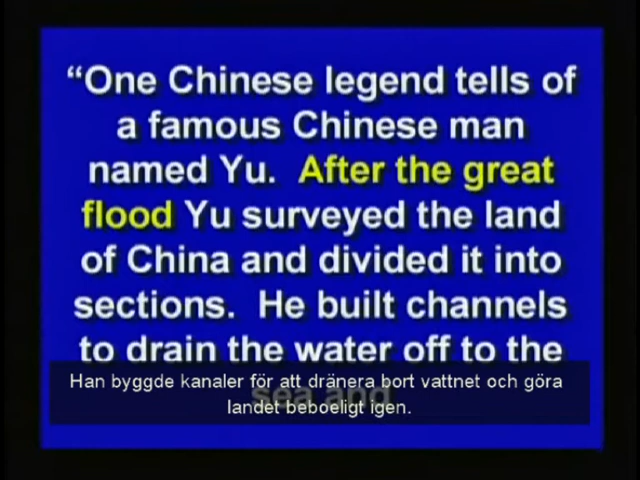 “One Chinese legend tells of
a famous Chinese man
named Yu.  After the great
flood Yu surveyed the land
of China and divided it into
sections.  He built channels
to drain the water off to the
sea and
Han byggde kanaler för att dränera bort vattnet och göra
landet beboeligt igen.